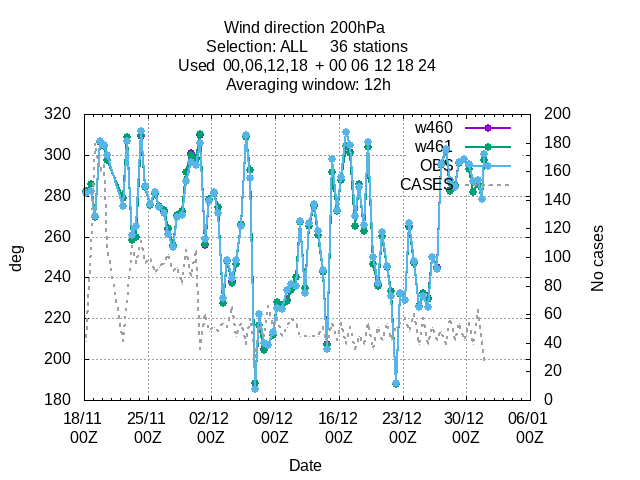 Wind direction 200hPa
Selection: ALL 36 stations
Used 00,06,12,18 + 00 06 12 18 24
Averaging window: 12h
w460
w461
OBS
CASES
deg
320
300
280
260
240
220
200
180
No cases
200
180
160
140
120
100
80
60
40
20
0
18/11 25/11 02/12 09/12 16/12 23/12 30/12 06/01
00Z 00Z 00Z 00Z 00Z 00Z 00Z 00Z
Date